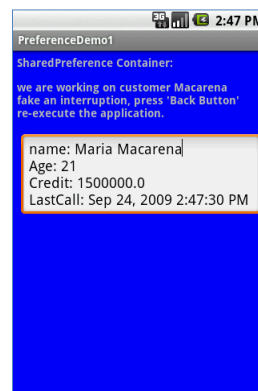 3G 2:47 PM
PreferenceDemo1
SharedPreference Container:
we are working on customer Macarena
fake an interruption, press 'Back Button'
re-execute the application.
name: Maria Macarena
Age: 21
Credit: 1500000.0
LastCall: Sep 24, 2009 2:47:30 PM